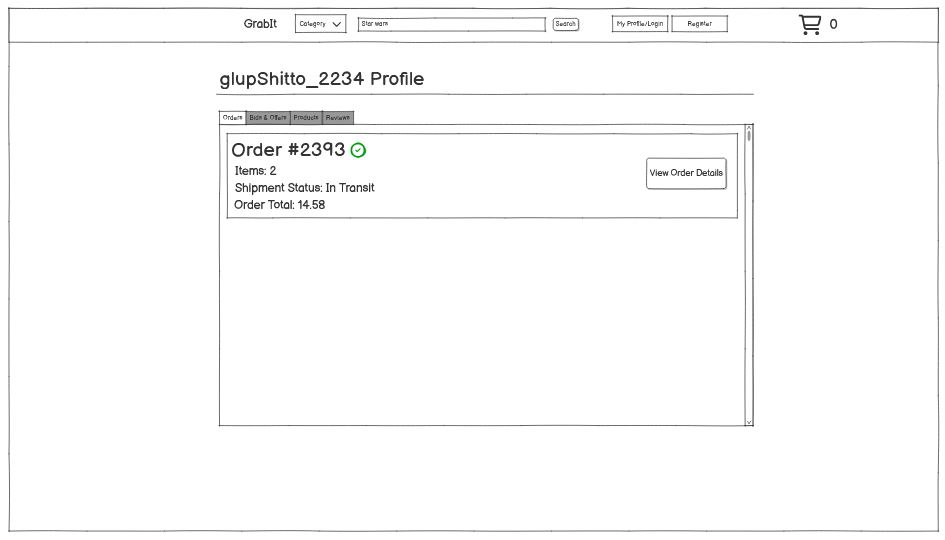 GrabIt Category Star wars Search My Profile/Login Register 0
glupShitto_2234 Profile
Orders Bids & Offers Products Reviews
Order #2393
Items: 2
View Order Details
Shipment Status: In Transit
Order Total: 14.58